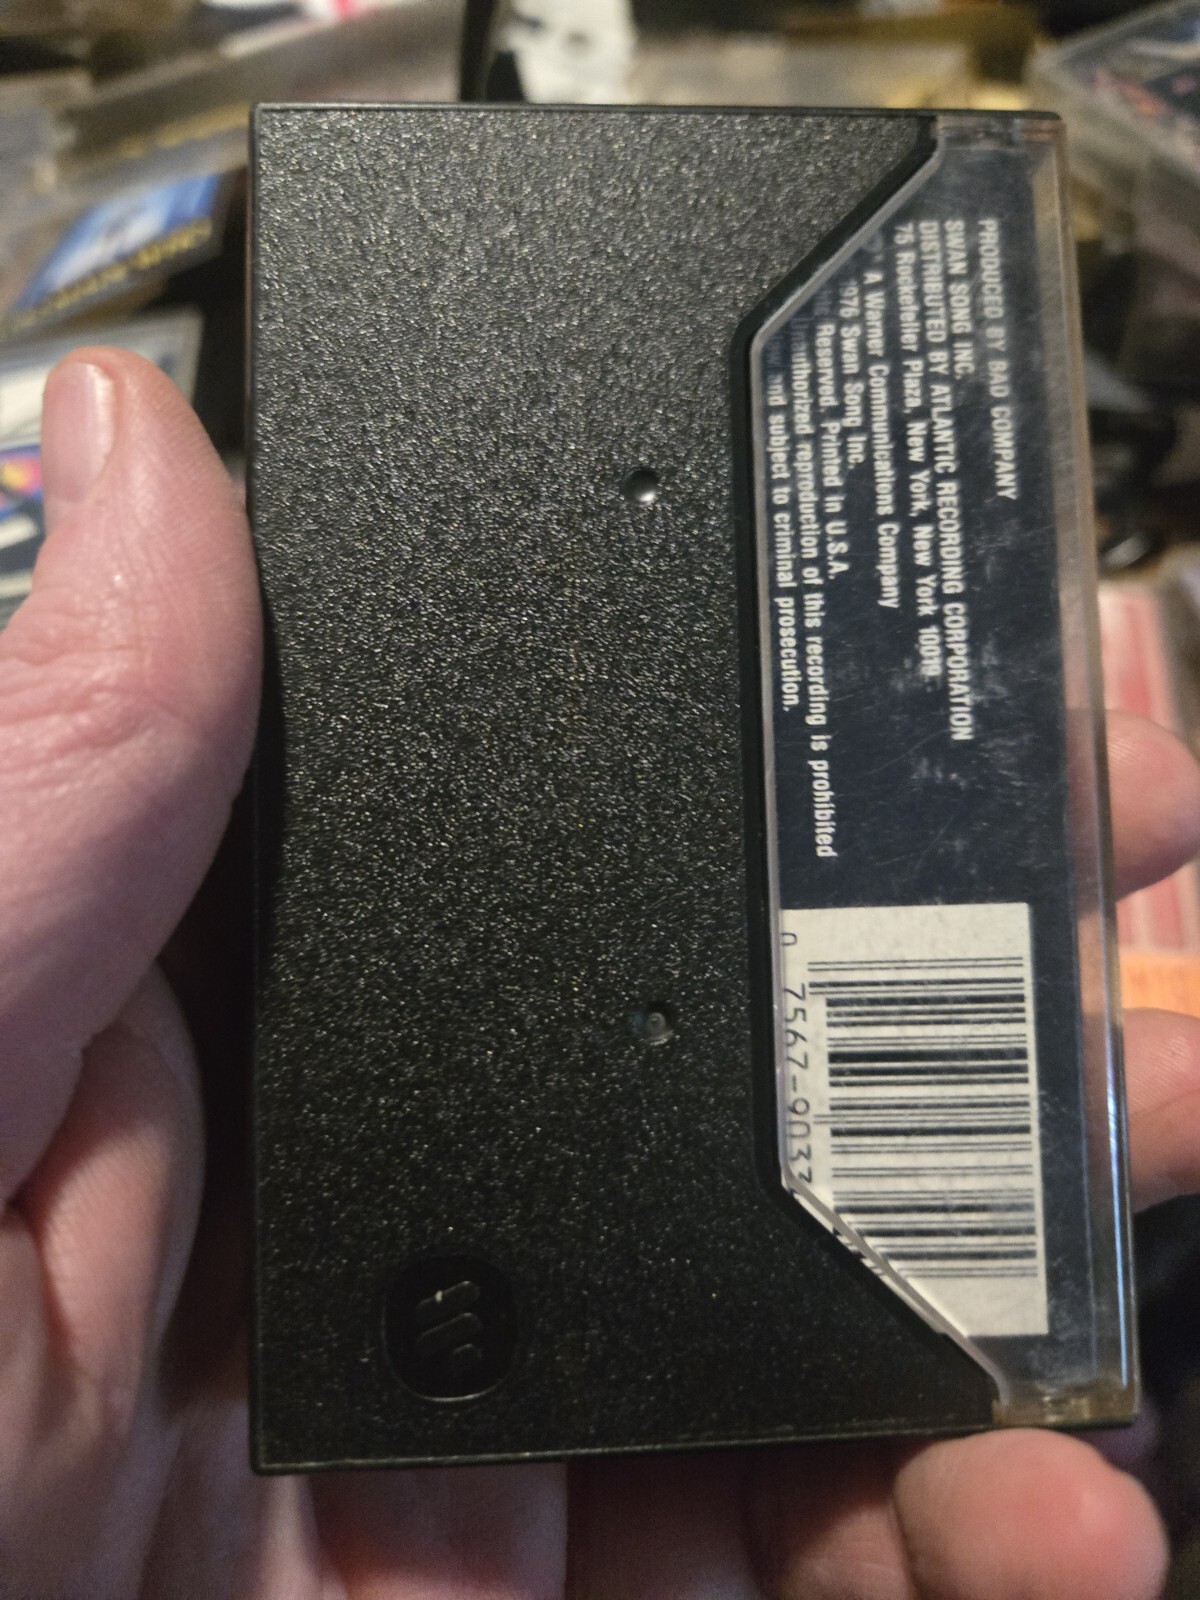 PRODUCED BY BAD COMPANY
SWAN SONG INC.
DISTRIBUTED BY ATLANTIC RECORDING CORPORATION
75 Rockefeller Plaza, New York, New York 10019.
A Warner Communications Company
1976 Swan Song Inc.
Reserved. Printed in U.S.A.
Unauthorized reproduction of this recording is prohibited
and subject to criminal prosecution.
0 7567-9033